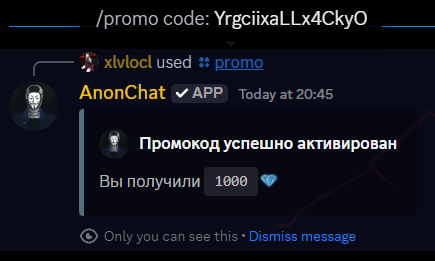 /promo code: YrgciixaLLx4CkyO
xlvlocl used promo
AnonChat ✓ APP Today at 20:45
Промокод успешно активирован
Вы получили 1000 💎
Only you can see this • Dismiss message